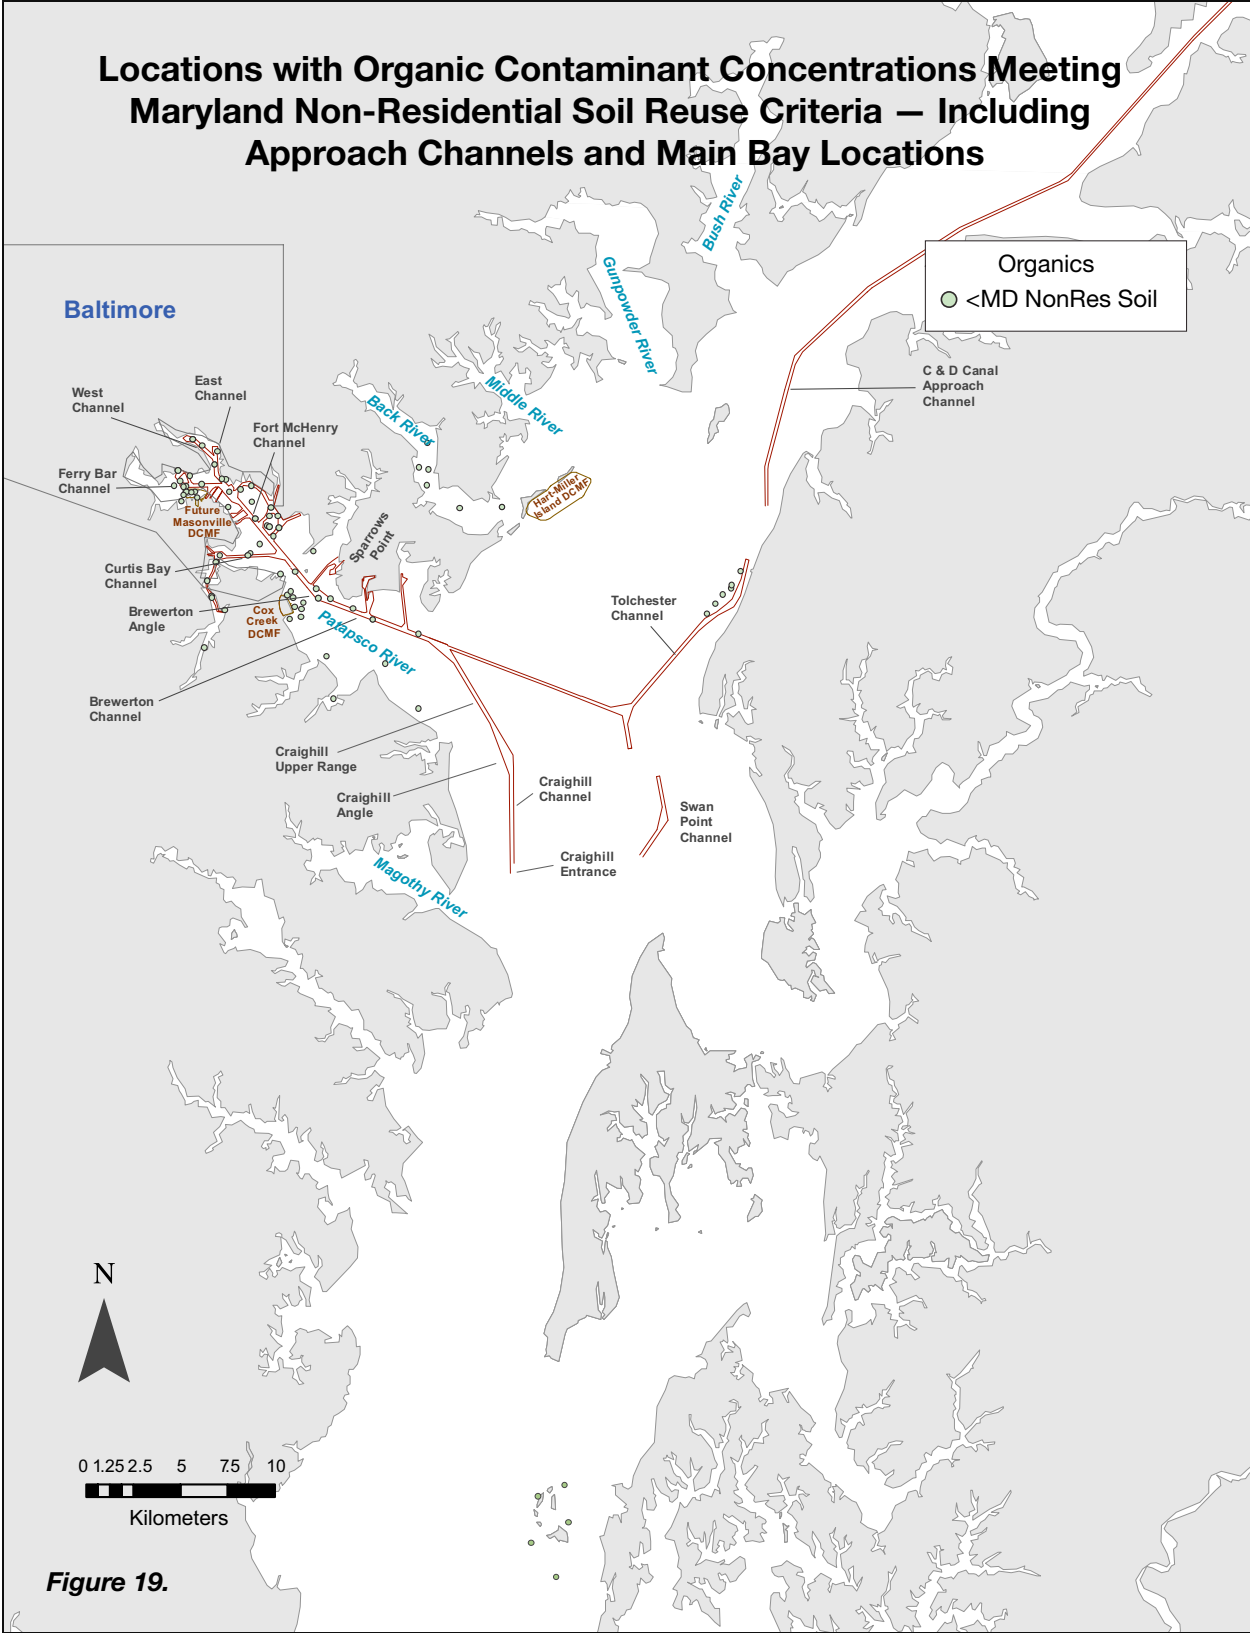 Locations with Organic Contaminant Concentrations Meeting
Maryland Non-Residential Soil Reuse Criteria — Including
Approach Channels and Main Bay Locations
Bush River
Organics
<MD NonRes Soil
Gunpowder River
Baltimore
C & D Canal
Approach
Channel
East
Channel
West
Channel
Middle River
Back River
Fort McHenry
Channel
Ferry Bar
Channel
Hart-Miller
Island DCMF
Future
Masonville
DCMF
Sparrows
Point
Curtis Bay
Channel
Tolchester
Channel
Brewerton
Angle
Cox
Creek
DCMF
Patapsco River
Brewerton
Channel
Craighill
Upper Range
Craighill
Channel
Craighill
Angle
Swan
Point
Channel
Craighill
Entrance
Magothy River
N
0 1.25 2.5 5 7.5 10
Kilometers
Figure 19.